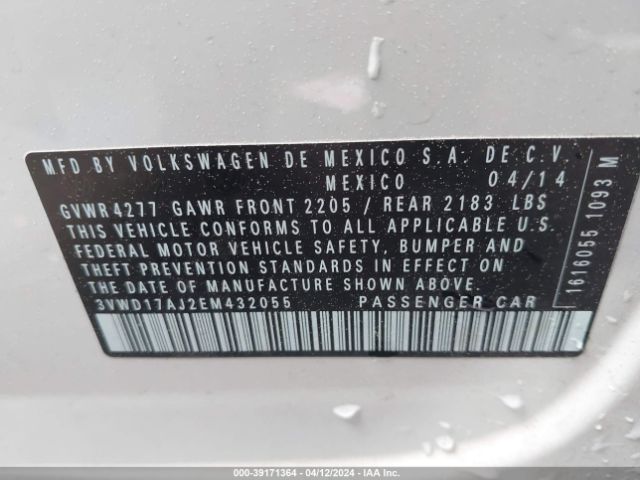 MFD BY VOLKSWAGEN DE MEXICO S.A. DE C.V.
MEXICO 04/14
GVWR 4277 GAWR FRONT 2205 / REAR 2183 LBS
THIS VEHICLE CONFORMS TO ALL APPLICABLE U.S.
FEDERAL MOTOR VEHICLE SAFETY, BUMPER AND
THEFT PREVENTION STANDARDS IN EFFECT ON
THE DATE OF MANUFACTURE SHOWN ABOVE.
3VWD17AJ2EM432055 PASSENGER CAR
1616055 1093 M
000-39171364 - 04/12/2024 - IAA Inc.